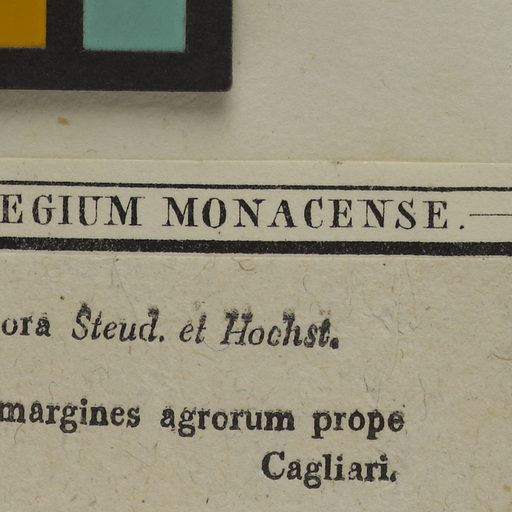 EGIUM MONACENSE.
ora Steud. et Hochst.
margines agrorum prope
Cagliari.